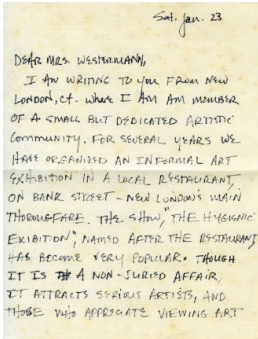 Sat. Jan. 23
DEAR MRS. WESTERMANN,
I AM WRITING TO YOU FROM NEW
LONDON, CT. WHERE I AM AM MEMBER
OF A SMALL BUT DEDICATED ARTISTIC
COMMUNITY. FOR SEVERAL YEARS WE
HAVE ORGANIZED AN INFORMAL ART
EXHIBITION IN A LOCAL RESTAURANT,
ON BANK STREET - NEW LONDON'S MAIN
THOROUGHFARE. THE SHOW, "THE HYGIENIC
EXIBITION", NAMED AFTER THE RESTAURANT,
HAS BECOME VERY POPULAR. THOUGH
IT IS A NON-JURIED AFFAIR,
IT ATTRACTS SERIOUS ARTISTS, AND
THOSE WHO APPRECIATE VIEWING ART